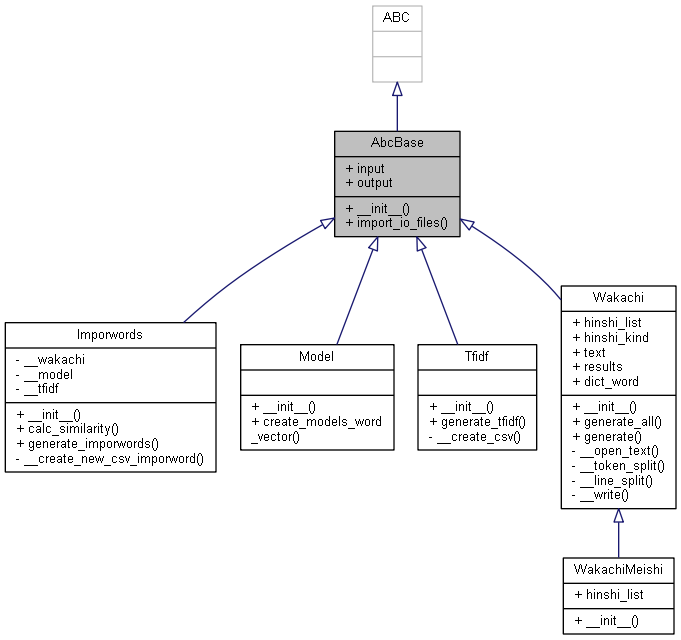 ABC
AbcBase
+ input
+ output
+ __init__()
+ import_io_files()
Imporwords
- __wakachi
- __model
- __tfidf
+ __init__()
+ calc_similarity()
+ generate_imporwords()
- __create_new_csv_imporword()
Model
+ __init__()
+ create_models_word
_vector()
Tfidf
+ __init__()
+ generate_tfidf()
- __create_csv()
Wakachi
+ hinshi_list
+ hinshi_kind
+ text
+ results
+ dict_word
+ __init__()
+ generate_all()
+ generate()
- __open_text()
- __token_split()
- __line_split()
- __write()
WakachiMeishi
+ hinshi_list
+ __init__()